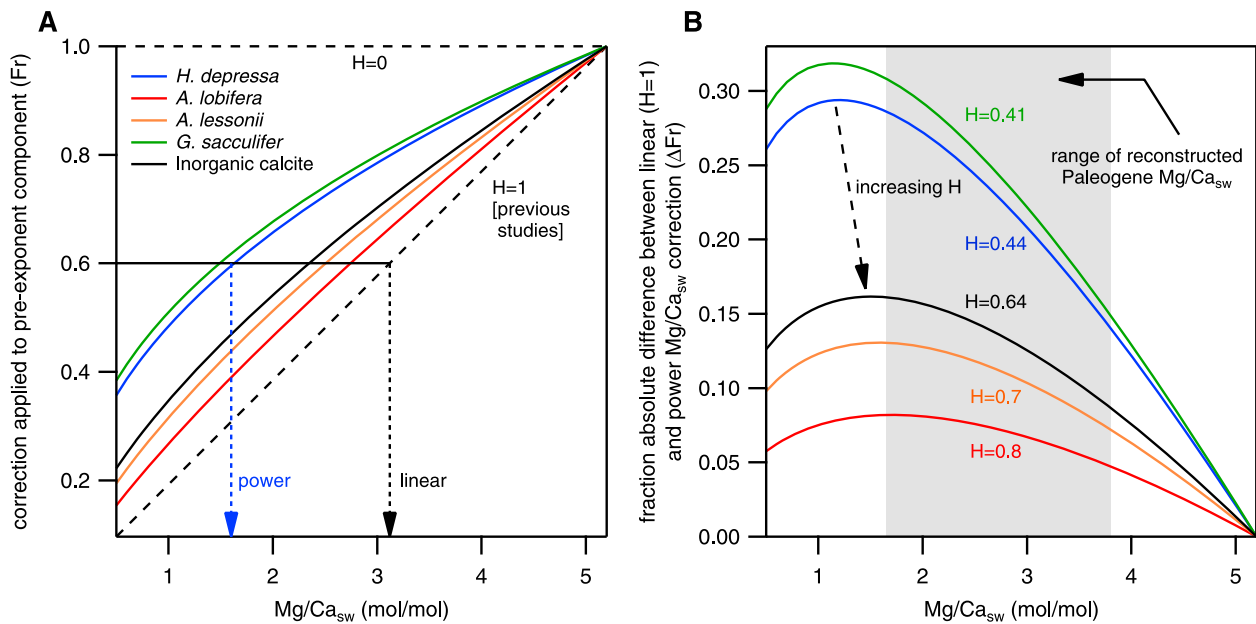 A
correction applied to pre-exponent component (Fr)
1.0
0.8
0.6
0.4
0.2
H=0
H. depressa
A. lobifera
A. lessonii
G. sacculifer
Inorganic calcite
H=1
[previous
studies]
power
linear
1
2
3
4
5
Mg/Casw (mol/mol)
B
fraction absolute difference between linear (H=1)
and power Mg/Casw correction (ΔFr)
0.30
0.25
0.20
0.15
0.10
0.05
0.00
H=0.41
range of reconstructed
Paleogene Mg/Casw
increasing H
H=0.44
H=0.64
H=0.7
H=0.8
1
2
3
4
5
Mg/Casw (mol/mol)